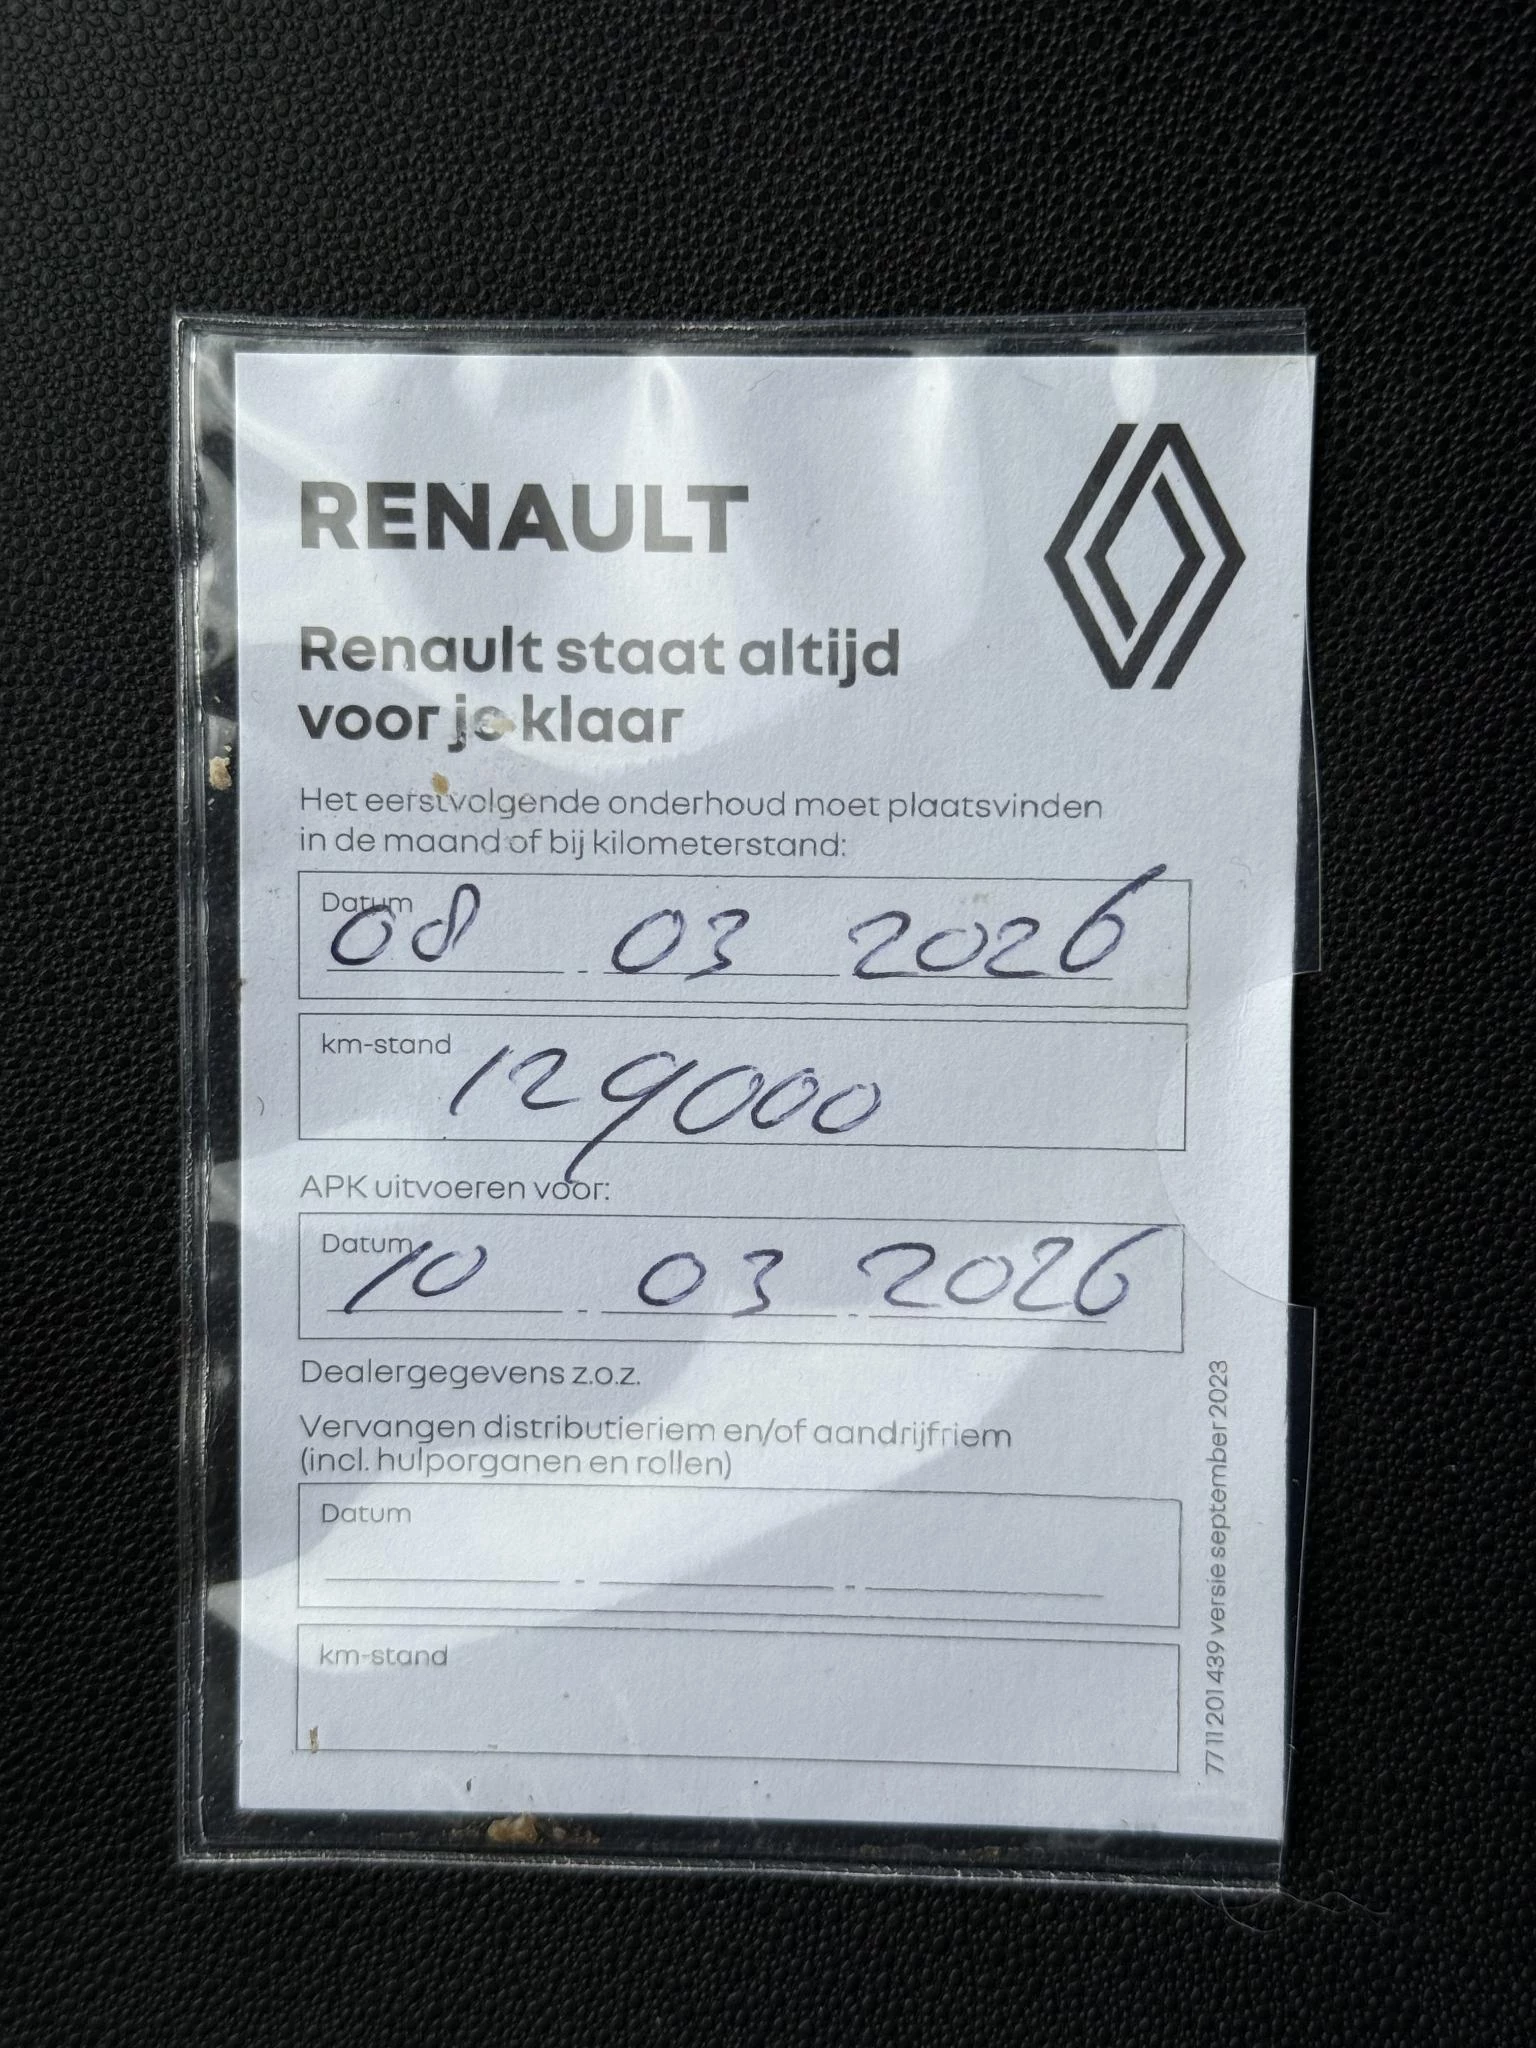 RENAULT
Renault staat altijd
voor je klaar
Het eerstvolgende onderhoud moet plaatsvinden
in de maand of bij kilometerstand:
Datum
08 - 03 2026
km-stand
129000
APK uitvoeren voor:
Datum
10 - 03 - 2026
Dealergegevens z.o.z.
Vervangen distributieriem en/of aandrijfriem
(incl. hulporganen en rollen)
Datum
- -
km-stand
77 11 201 439 versie september 2023